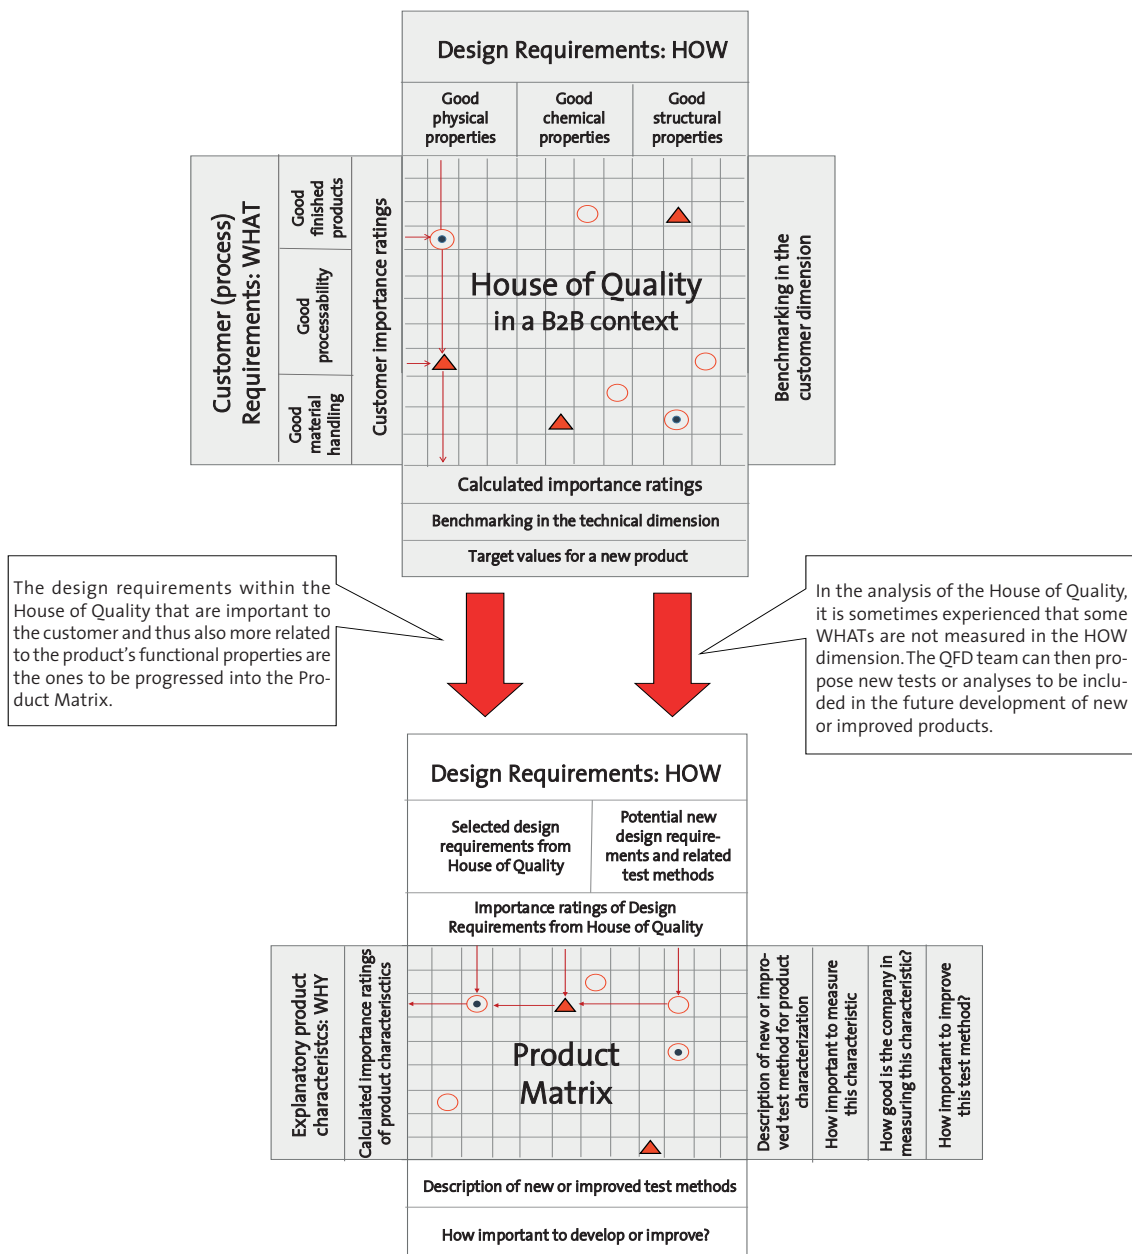 Design Requirements: HOW
Good
physical
properties
Good
chemical
properties
Good
structural
properties
Customer (process)
Requirements: WHAT
Good
finished
products
Good
processability
Good
material
handling
Customer importance ratings
House of Quality
in a B2B context
Benchmarking in the
customer dimension
Calculated importance ratings
Benchmarking in the technical dimension
Target values for a new product
The design requirements within the
House of Quality that are important to
the customer and thus also more related
to the product's functional properties are
the ones to be progressed into the Pro-
duct Matrix.
In the analysis of the House of Quality,
it is sometimes experienced that some
WHATs are not measured in the HOW
dimension. The QFD team can then pro-
pose new tests or analyses to be inclu-
ded in the future development of new
or improved products.
Design Requirements: HOW
Selected design
requirements from
House of Quality
Potential new
design require-
ments and related
test methods
Importance ratings of Design
Requirements from House of Quality
Explanatory product
characteristcs: WHY
Calculated importance ratings
of product characterisctics
Product
Matrix
Description of new or impro-
ved test method for product
characterization
How important to measure
this characteristic
How good is the company in
measuring this characteristic?
How important to improve
this test method?
Description of new or improved test methods
How important to develop or improve?